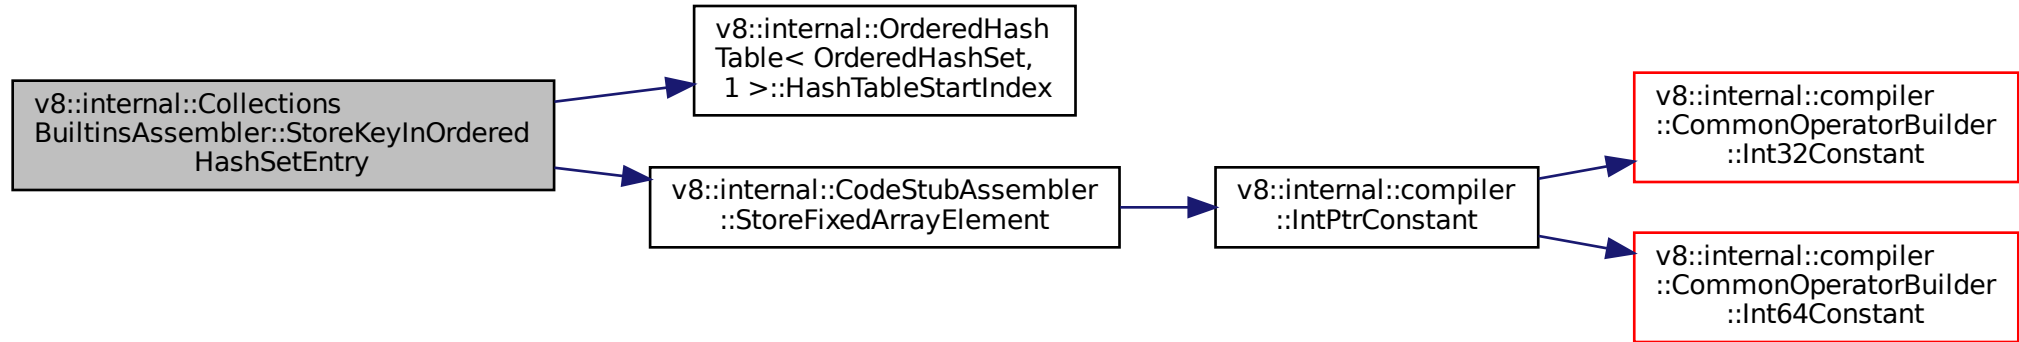 v8::internal::Collections
BuiltinsAssembler::StoreKeyInOrdered
HashSetEntry
v8::internal::OrderedHash
Table< OrderedHashSet,
1 >::HashTableStartIndex
v8::internal::CodeStubAssembler
::StoreFixedArrayElement
v8::internal::compiler
::IntPtrConstant
v8::internal::compiler
::CommonOperatorBuilder
::Int32Constant
v8::internal::compiler
::CommonOperatorBuilder
::Int64Constant